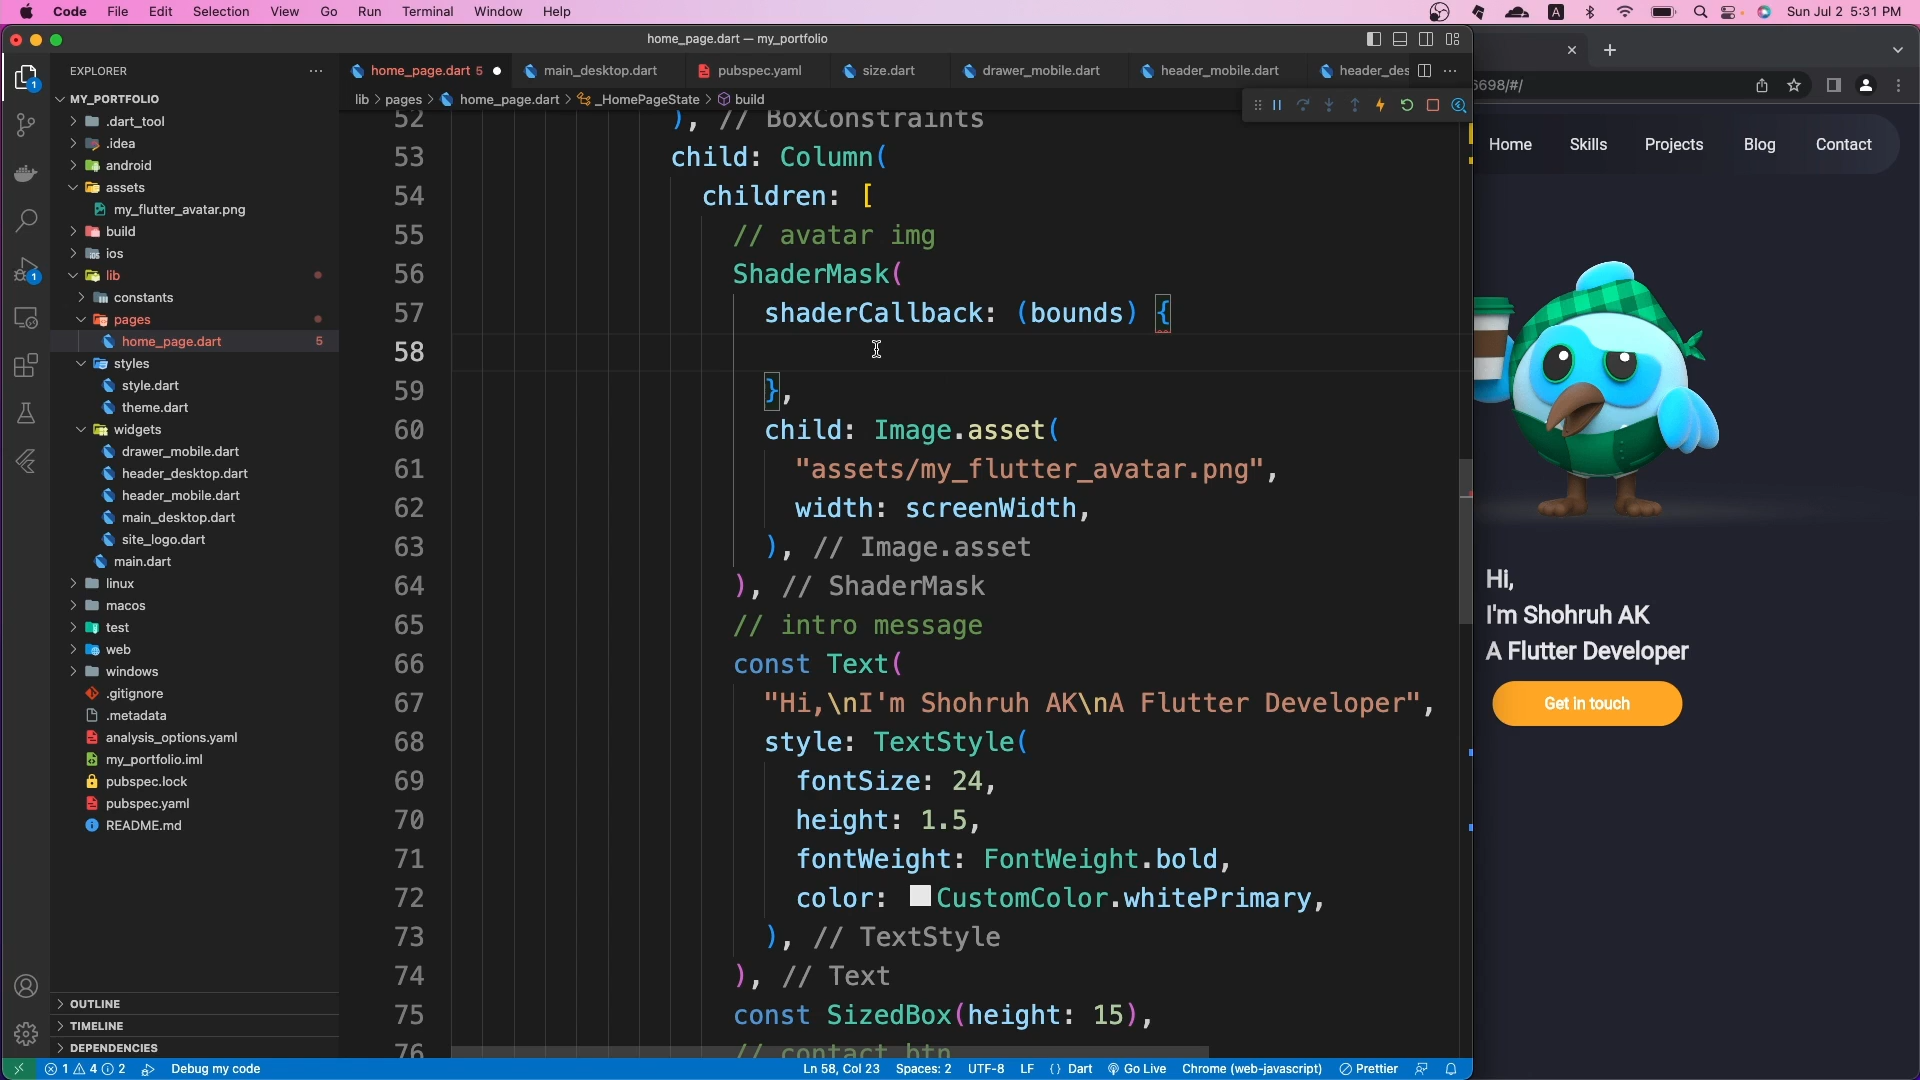 Code File Edit Selection View Go Run Terminal Window Help
A Sun Jul 2 5:31 PM
home_page.dart — my_portfolio
EXPLORER
home_page.dart 5
main_desktop.dart
pubspec.yaml
size.dart
drawer_mobile.dart
header_mobile.dart
header_des
lib > pages > home_page.dart > _HomePageState > build
MY_PORTFOLIO
.dart_tool
.idea
android
assets
my_flutter_avatar.png
build
ios
lib
constants
pages
home_page.dart 5
styles
style.dart
theme.dart
widgets
drawer_mobile.dart
header_desktop.dart
header_mobile.dart
main_desktop.dart
site_logo.dart
main.dart
linux
macos
test
web
windows
.gitignore
.metadata
analysis_options.yaml
my_portfolio.iml
pubspec.lock
pubspec.yaml
README.md
OUTLINE
TIMELINE
DEPENDENCIES
1
1
52 ), // BoxConstraints
53 child: Column(
54 children: [
55 // avatar img
56 ShaderMask(
57 shaderCallback: (bounds) {
58
59 },
60 child: Image.asset(
61 "assets/my_flutter_avatar.png",
62 width: screenWidth,
63 ), // Image.asset
64 ), // ShaderMask
65 // intro message
66 const Text(
67 "Hi,\nI'm Shohruh AK\nA Flutter Developer",
68 style: TextStyle(
69 fontSize: 24,
70 height: 1.5,
71 fontWeight: FontWeight.bold,
72 color: CustomColor.whitePrimary,
73 ), // TextStyle
74 ), // Text
75 const SizedBox(height: 15),
76 // contact btn
1 4 2 Debug my code
Ln 58, Col 23 Spaces: 2 UTF-8 LF {} Dart Go Live Chrome (web-javascript) Prettier
6698/#/
Home Skills Projects Blog Contact
Hi,
I'm Shohruh AK
A Flutter Developer
Get in touch